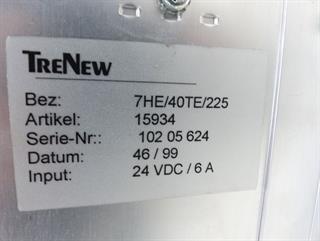 TRENEW
Bez: 7HE/40TE/225
Artikel: 15934
Serie-Nr:: 102 05 624
Datum: 46 / 99
Input: 24 VDC / 6 A